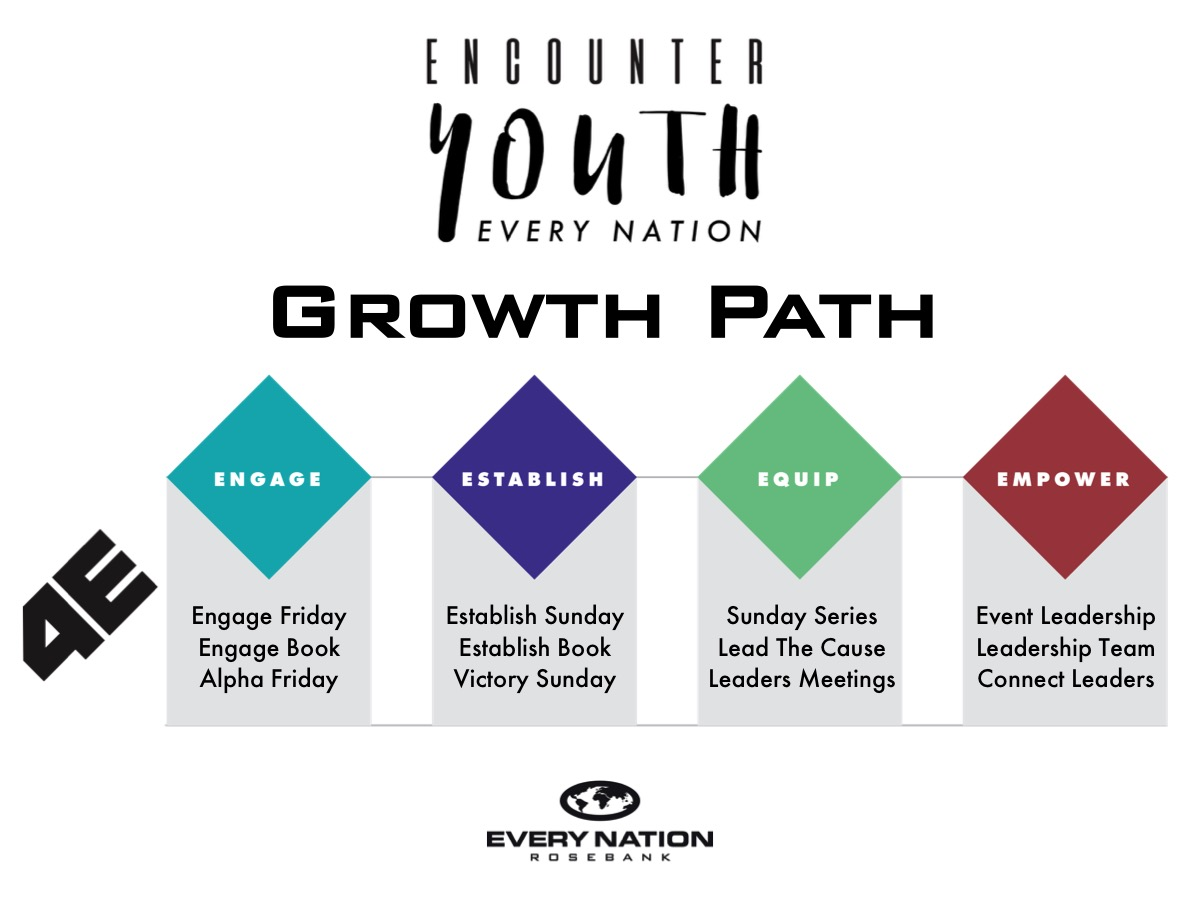 ENCOUNTER
YOUTH
EVERY NATION
GROWTH PATH
ENGAGE
ESTABLISH
EQUIP
EMPOWER
4E
Engage Friday
Engage Book
Alpha Friday
Establish Sunday
Establish Book
Victory Sunday
Sunday Series
Lead The Cause
Leaders Meetings
Event Leadership
Leadership Team
Connect Leaders
EVERY NATION
ROSEBANK